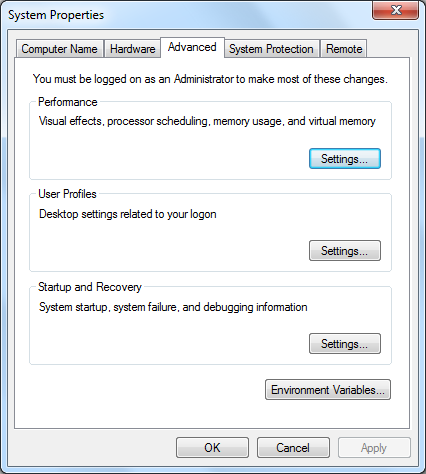 System Properties
Computer Name Hardware Advanced System Protection Remote
You must be logged on as an Administrator to make most of these changes.
Performance
Visual effects, processor scheduling, memory usage, and virtual memory
Settings...
User Profiles
Desktop settings related to your logon
Settings...
Startup and Recovery
System startup, system failure, and debugging information
Settings...
Environment Variables...
OK Cancel Apply